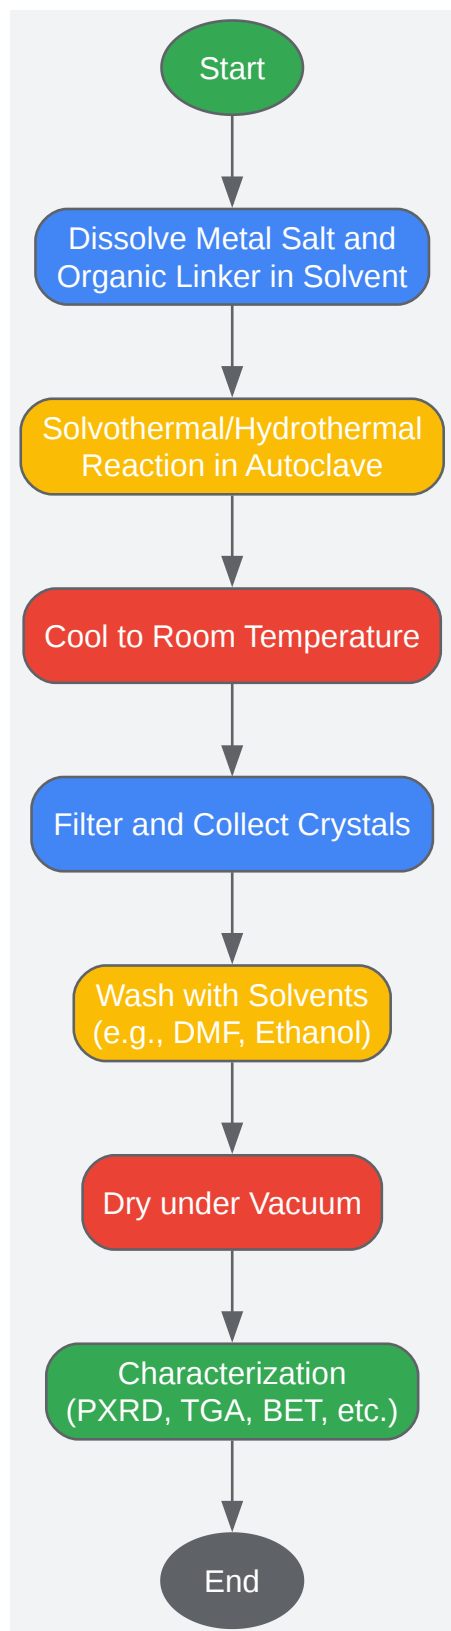 Start
Dissolve Metal Salt and
Organic Linker in Solvent
Solvothermal/Hydrothermal
Reaction in Autoclave
Cool to Room Temperature
Filter and Collect Crystals
Wash with Solvents
(e.g., DMF, Ethanol)
Dry under Vacuum
Characterization
(PXRD, TGA, BET, etc.)
End